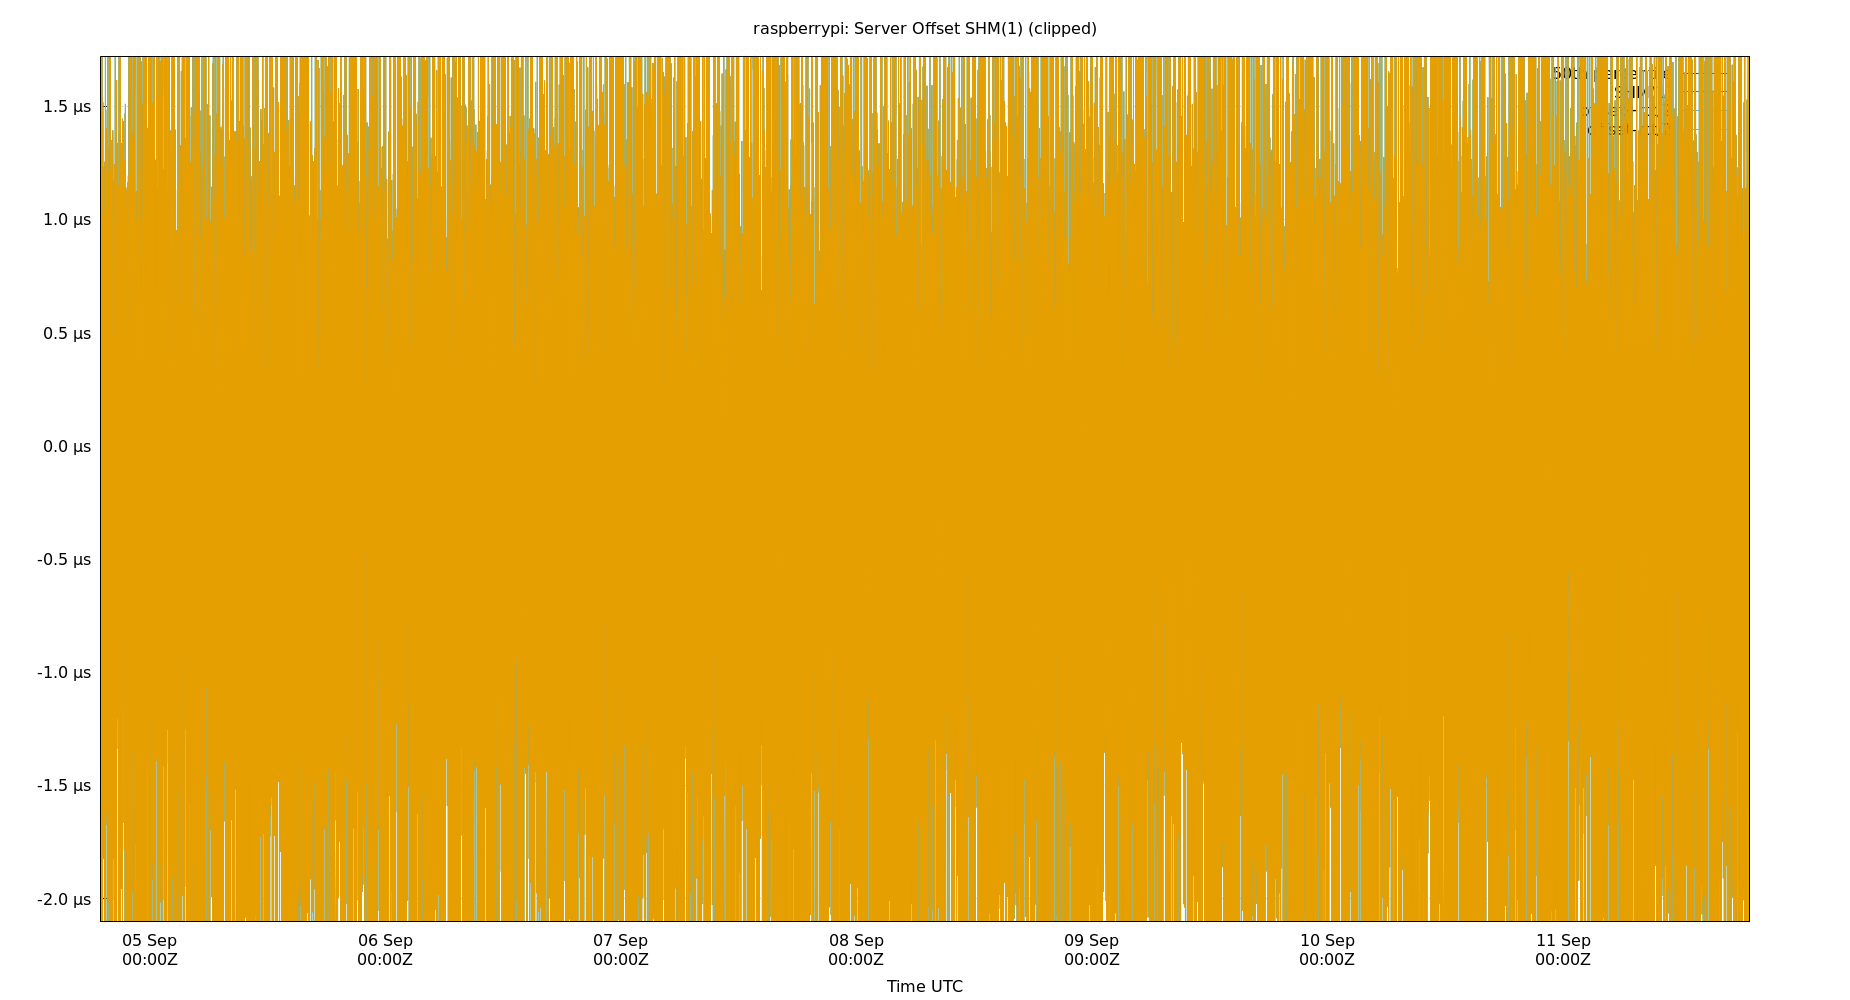 raspberrypi: Server Offset SHM(1) (clipped)
1.5 µs
1.0 µs
0.5 µs
0.0 µs
-0.5 µs
-1.0 µs
-1.5 µs
-2.0 µs
05 Sep 06 Sep 07 Sep 08 Sep 09 Sep 10 Sep 11 Sep
00:00Z 00:00Z 00:00Z 00:00Z 00:00Z 00:00Z 00:00Z
Time UTC